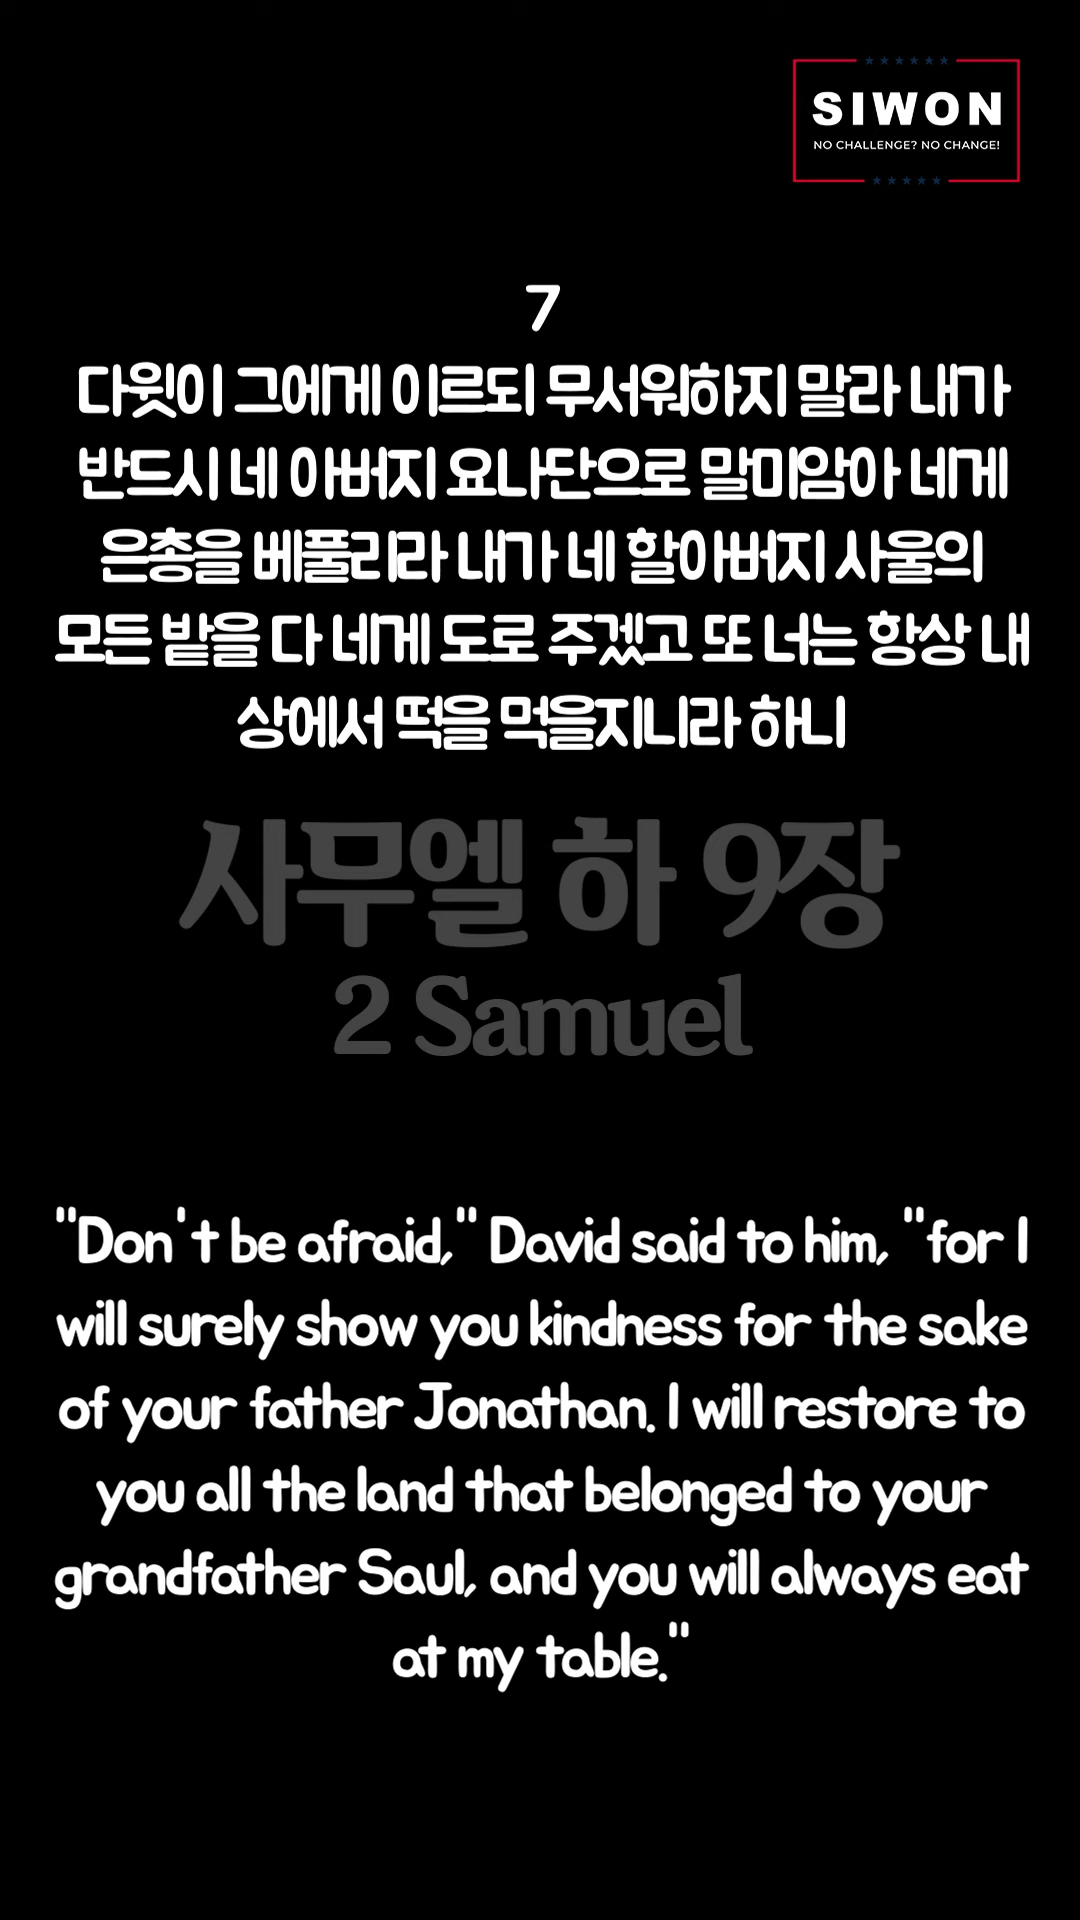 SIWON
NO CHALLENGE? NO CHANGE!
7
다윗이 그에게 이르되 무서워하지 말라 내가
반드시 네 아버지 요나단으로 말미암아 네게
은총을 베풀리라 내가 네 할아버지 사울의
모든 밭을 다 네게 도로 주겠고 또 너는 항상 내
상에서 떡을 먹을지니라 하니
사무엘 하 9장
2 Samuel
"Don't be afraid," David said to him, "for I
will surely show you kindness for the sake
of your father Jonathan. I will restore to
you all the land that belonged to your
grandfather Saul, and you will always eat
at my table."